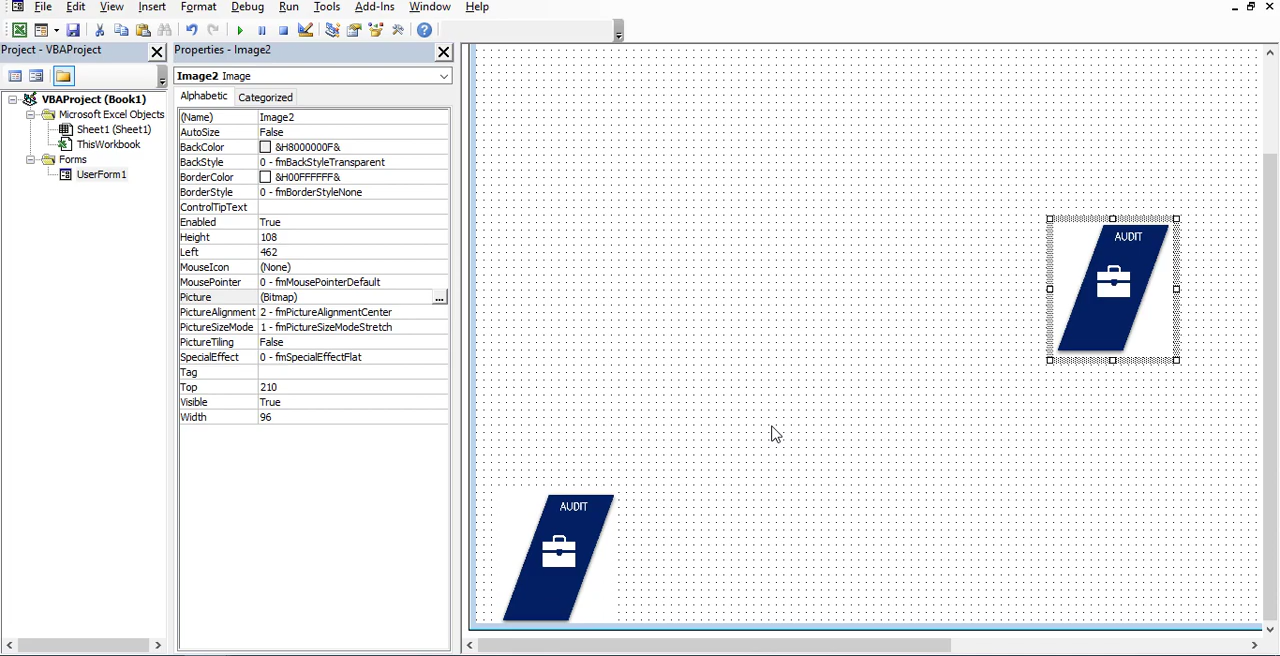 File Edit View Insert Format Debug Run Tools Add-Ins Window Help
Project - VBAProject
Properties - Image2
Image2 Image
Alphabetic Categorized
VBAProject (Book1)
Microsoft Excel Objects
Sheet1 (Sheet1)
ThisWorkbook
Forms
UserForm1
(Name) Image2
AutoSize False
BackColor &H8000000F&
BackStyle 0 - fmBackStyleTransparent
BorderColor &H00FFFFFF&
BorderStyle 0 - fmBorderStyleNone
ControlTipText
Enabled True
Height 108
Left 462
MouseIcon (None)
MousePointer 0 - fmMousePointerDefault
Picture (Bitmap) ...
PictureAlignment 2 - fmPictureAlignmentCenter
PictureSizeMode 1 - fmPictureSizeModeStretch
PictureTiling False
SpecialEffect 0 - fmSpecialEffectFlat
Tag
Top 210
Visible True
Width 96
AUDIT
AUDIT